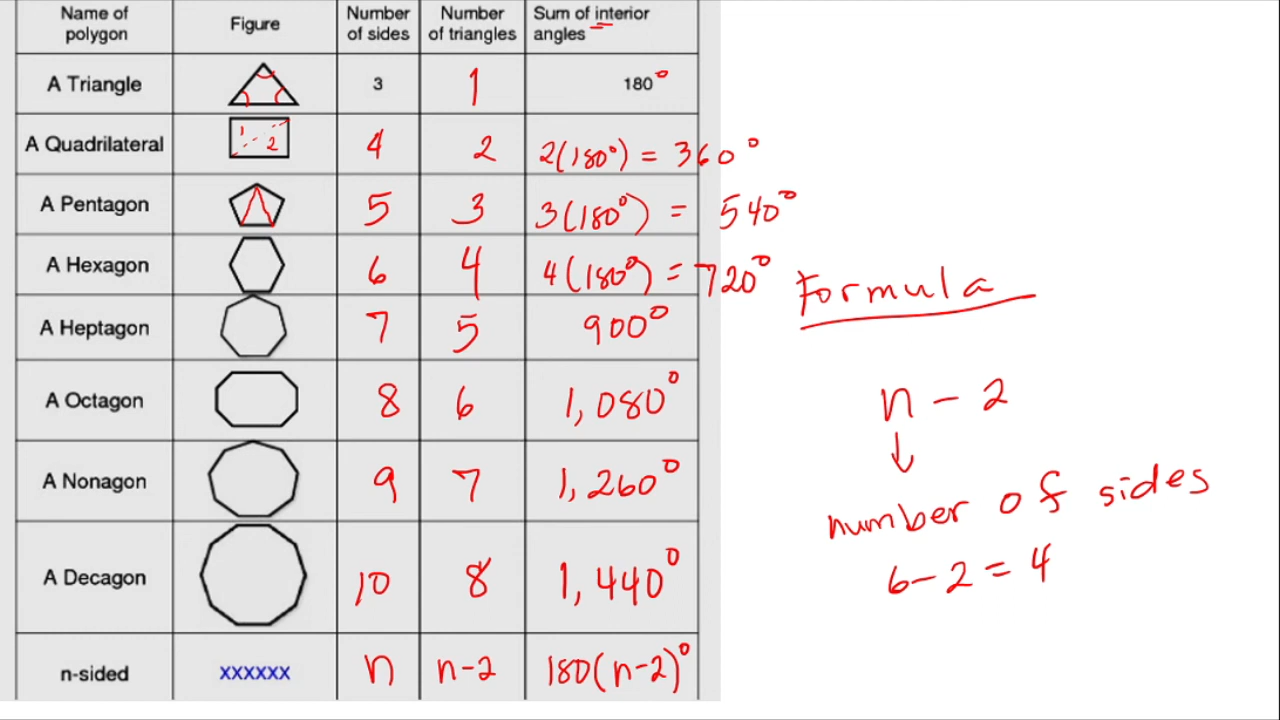 Name of polygon Figure Number of sides Number of triangles Sum of interior angles
A Triangle 3 1 180°
A Quadrilateral 1 2 4 2 2(180°) = 360°
A Pentagon 5 3 3(180°) = 540°
A Hexagon 6 4 4(180°) = 720°
A Heptagon 7 5 900°
A Octagon 8 6 1,080°
A Nonagon 9 7 1,260°
A Decagon 10 8 1,440°
n-sided XXXXXX n n-2 180(n-2)°
Formula
n - 2
↓
number of sides
6-2=4